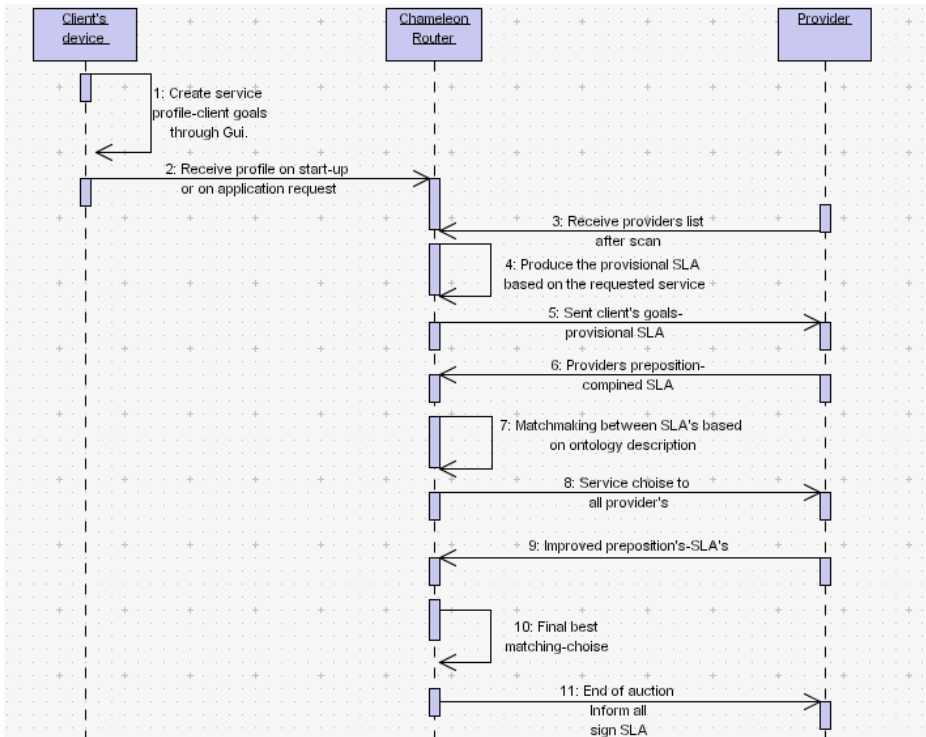 Client's
device
Chameleon
Router
Provider
1: Create service
profile-client goals
through Gui.
2: Receive profile on start-up
or on application request
3: Receive providers list
after scan
4: Produce the provisional SLA
based on the requested service
5: Sent client's goals-
provisional SLA
6: Providers preposition-
compined SLA
7: Matchmaking between SLA's based
on ontology description
8: Service choise to
all provider's
9: Improved preposition's-SLA's
10: Final best
matching-choise
11: End of auction
Inform all
sign SLA